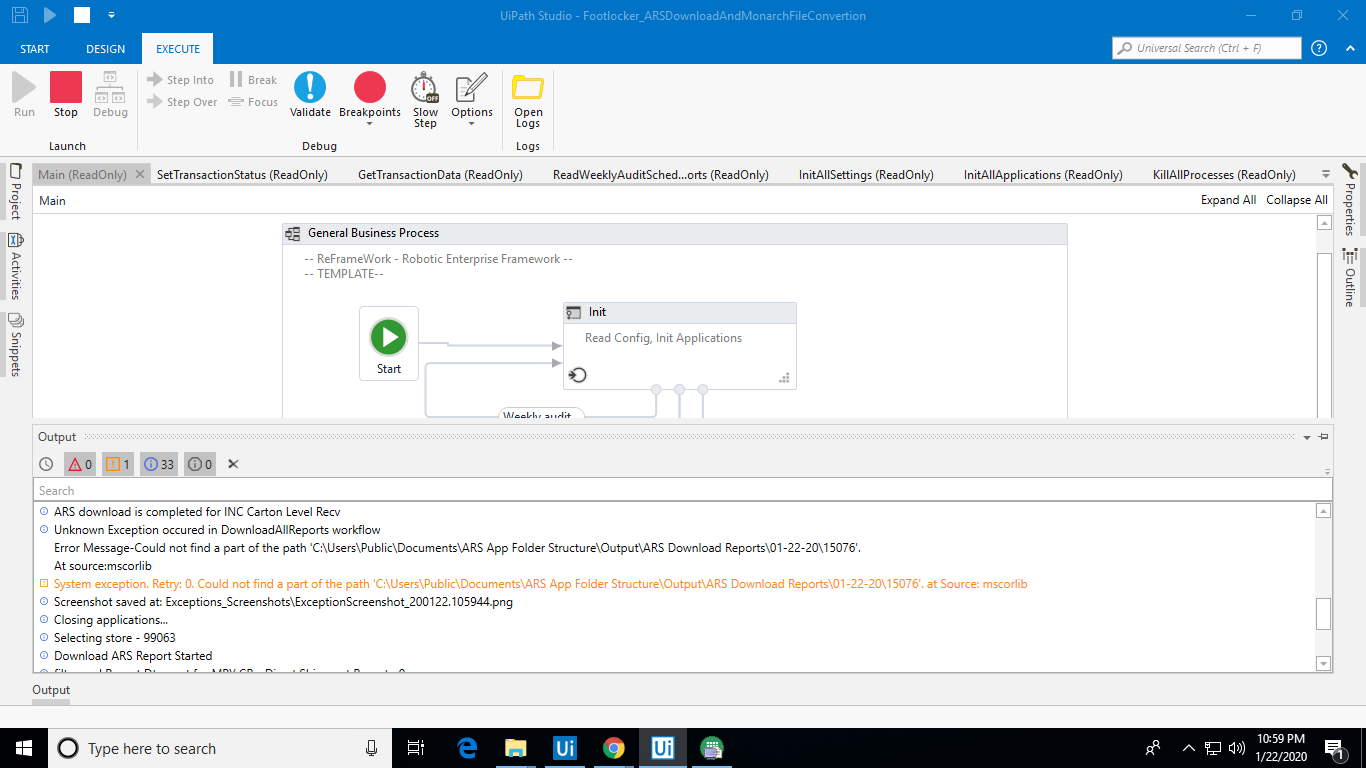 UiPath Studio - Footlocker_ARSDownloadAndMonarchFileConvertion
START DESIGN EXECUTE
Universal Search (Ctrl + F)
Run Stop Debug
Step Into Break
Step Over Focus
Validate Breakpoints Slow Step Options
OFF
Open Logs
Launch Debug Logs
Project
Activities
Snippets
Main (ReadOnly) SetTransactionStatus (ReadOnly) GetTransactionData (ReadOnly) ReadWeeklyAuditSched...orts (ReadOnly) InitAllSettings (ReadOnly) InitAllApplications (ReadOnly) KillAllProcesses (ReadOnly)
Properties
Outline
Main Expand All Collapse All
General Business Process
-- ReFrameWork - Robotic Enterprise Framework --
-- TEMPLATE--
Init
Read Config, Init Applications
Start
Weekly audit
Output
0 1 33 0
Search
ARS download is completed for INC Carton Level Recv
Unknown Exception occured in DownloadAllReports workflow
Error Message-Could not find a part of the path 'C:\Users\Public\Documents\ARS App Folder Structure\Output\ARS Download Reports\01-22-20\15076'.
At source:mscorlib
System exception. Retry: 0. Could not find a part of the path 'C:\Users\Public\Documents\ARS App Folder Structure\Output\ARS Download Reports\01-22-20\15076'. at Source: mscorlib
Screenshot saved at: Exceptions_Screenshots\ExceptionScreenshot_200122.105944.png
Closing applications...
Selecting store - 99063
Download ARS Report Started
Output
Type here to search
Ui
Ui
10:59 PM
1/22/2020
1